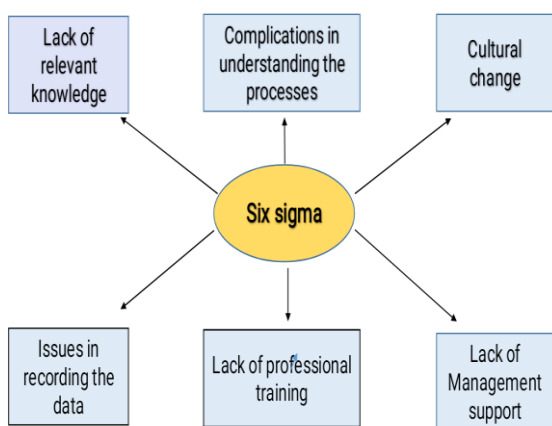 Lack of
relevant
knowledge
Complications in
understanding the
processes
Cultural
change
Six sigma
Issues in
recording the
data
Lack of professional
training
Lack of
Management
support